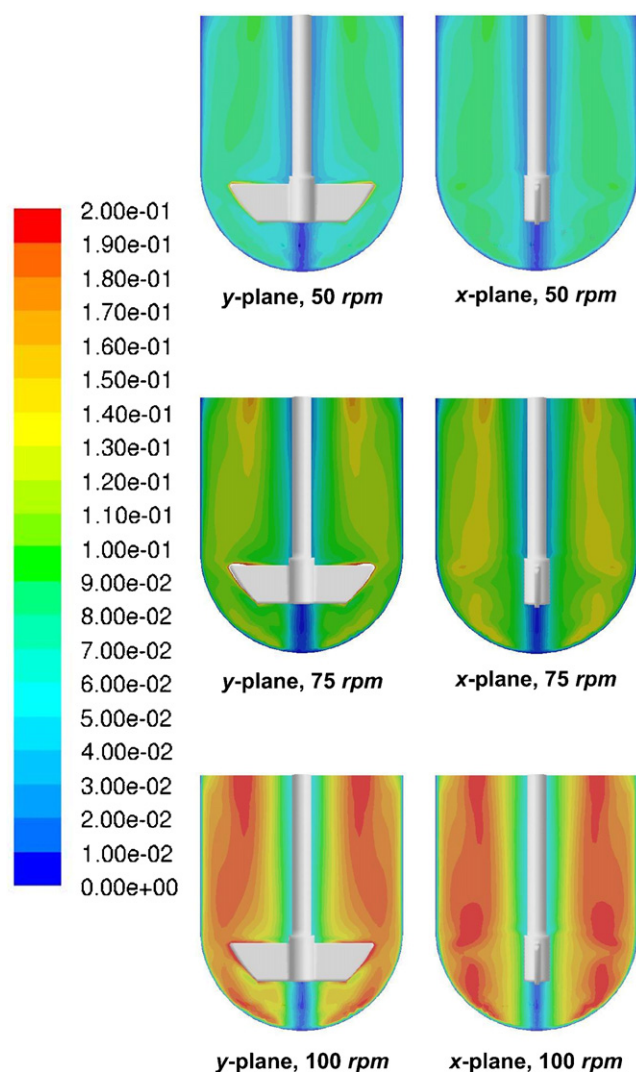 y-plane, 50 rpm
x-plane, 50 rpm
2.00e-01
1.90e-01
1.80e-01
1.70e-01
1.60e-01
1.50e-01
1.40e-01
1.30e-01
1.20e-01
1.10e-01
1.00e-01
9.00e-02
8.00e-02
7.00e-02
6.00e-02
5.00e-02
4.00e-02
3.00e-02
2.00e-02
1.00e-02
0.00e+00
y-plane, 75 rpm
x-plane, 75 rpm
y-plane, 100 rpm
x-plane, 100 rpm